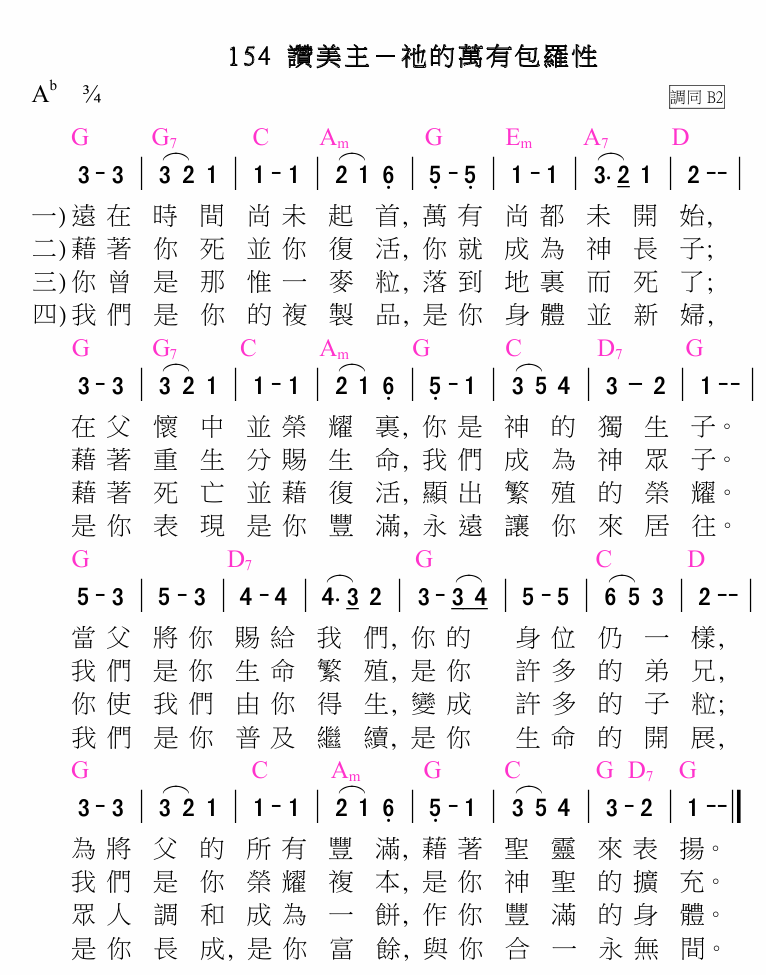 154 讚美主－祂的萬有包羅性
A♭ ¾ 調同 B2
G G7 C Am G Em A7 D
3 - 3 | 3 2 1 | 1 - 1 | 2 1 6̣ | 5̣ - 5̣ | 1 - 1 | 3. 2 1 | 2 - - |
一)遠在時間尚未起首,萬有尚都未開始,
二)藉著你死並你復活,你就成為神長子;
三)你曾是那惟一麥粒,落到地裏而死了;
四)我們是你的複製品,是你身體並新婦,
G G7 C Am G C D7 G
3 - 3 | 3 2 1 | 1 - 1 | 2 1 6̣ | 5̣ - 1 | 3 5 4 | 3 - 2 | 1 - - |
在父懷中並榮耀裏,你是神的獨生子。
藉著重生分賜生命,我們成為神眾子。
藉著死亡並藉復活,顯出繁殖的榮耀。
是你表現是你豐滿,永遠讓你來居往。
G D7 G C D
5 - 3 | 5 - 3 | 4 - 4 | 4. 3 2 | 3 - 3 4 | 5 - 5 | 6 5 3 | 2 - - |
當父將你賜給我們,你的身位仍一樣,
我們是你生命繁殖,是你許多的弟兄,
你使我們由你得生,變成許多的子粒;
我們是你普及繼續,是你生命的開展,
G C Am G C G D7 G
3 - 3 | 3 2 1 | 1 - 1 | 2 1 6̣ | 5̣ - 1 | 3 5 4 | 3 - 2 | 1 - - ‖
為將父的所有豐滿,藉著聖靈來表揚。
我們是你榮耀複本,是你神聖的擴充。
眾人調和成為一餅,作你豐滿的身體。
是你長成,是你富餘,與你合一永無間。